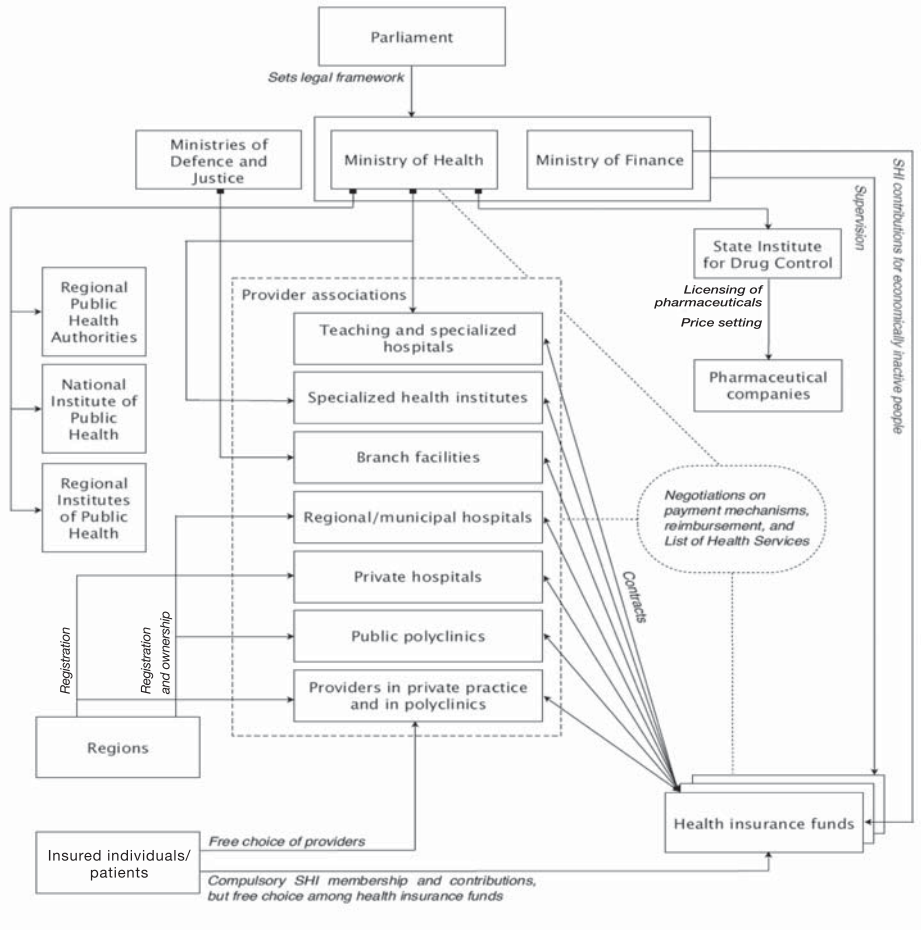 Parliament
Sets legal framework
Ministries of
Defence and
Justice
Ministry of Health
Ministry of Finance
SHI contributions for economically inactive people
Supervision
State Institute
for Drug Control
Licensing of
pharmaceuticals
Price setting
Pharmaceutical
companies
Regional
Public
Health
Authorities
National
Institute of
Public
Health
Regional
Institutes
of Public
Health
Provider associations
Teaching and specialized
hospitals
Specialized health institutes
Branch facilities
Regional/municipal hospitals
Private hospitals
Public polyclinics
Providers in private practice
and in polyclinics
Negotiations on
payment mechanisms,
reimbursement, and
List of Health Services
Contracts
Registration
Registration
and ownership
Regions
Health insurance funds
Insured individuals/
patients
Free choice of providers
Compulsory SHI membership and contributions,
but free choice among health insurance funds